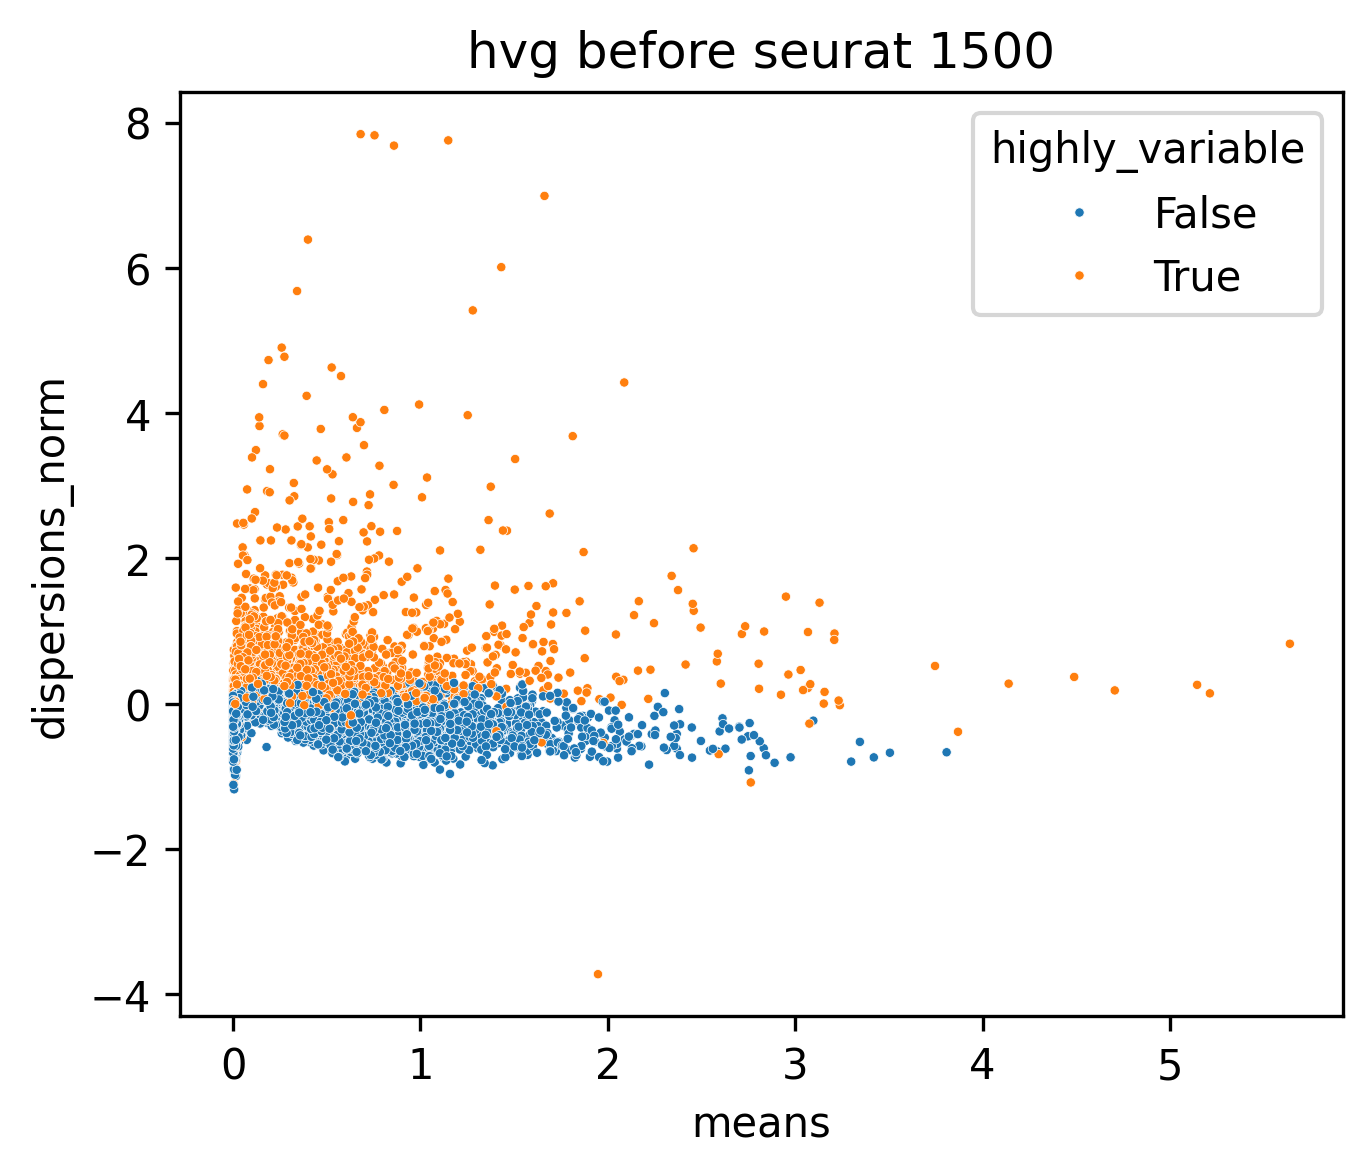 hvg before seurat 1500
highly_variable
False
True
dispersions_norm
8
6
4
2
0
−2
−4
0 1 2 3 4 5
means